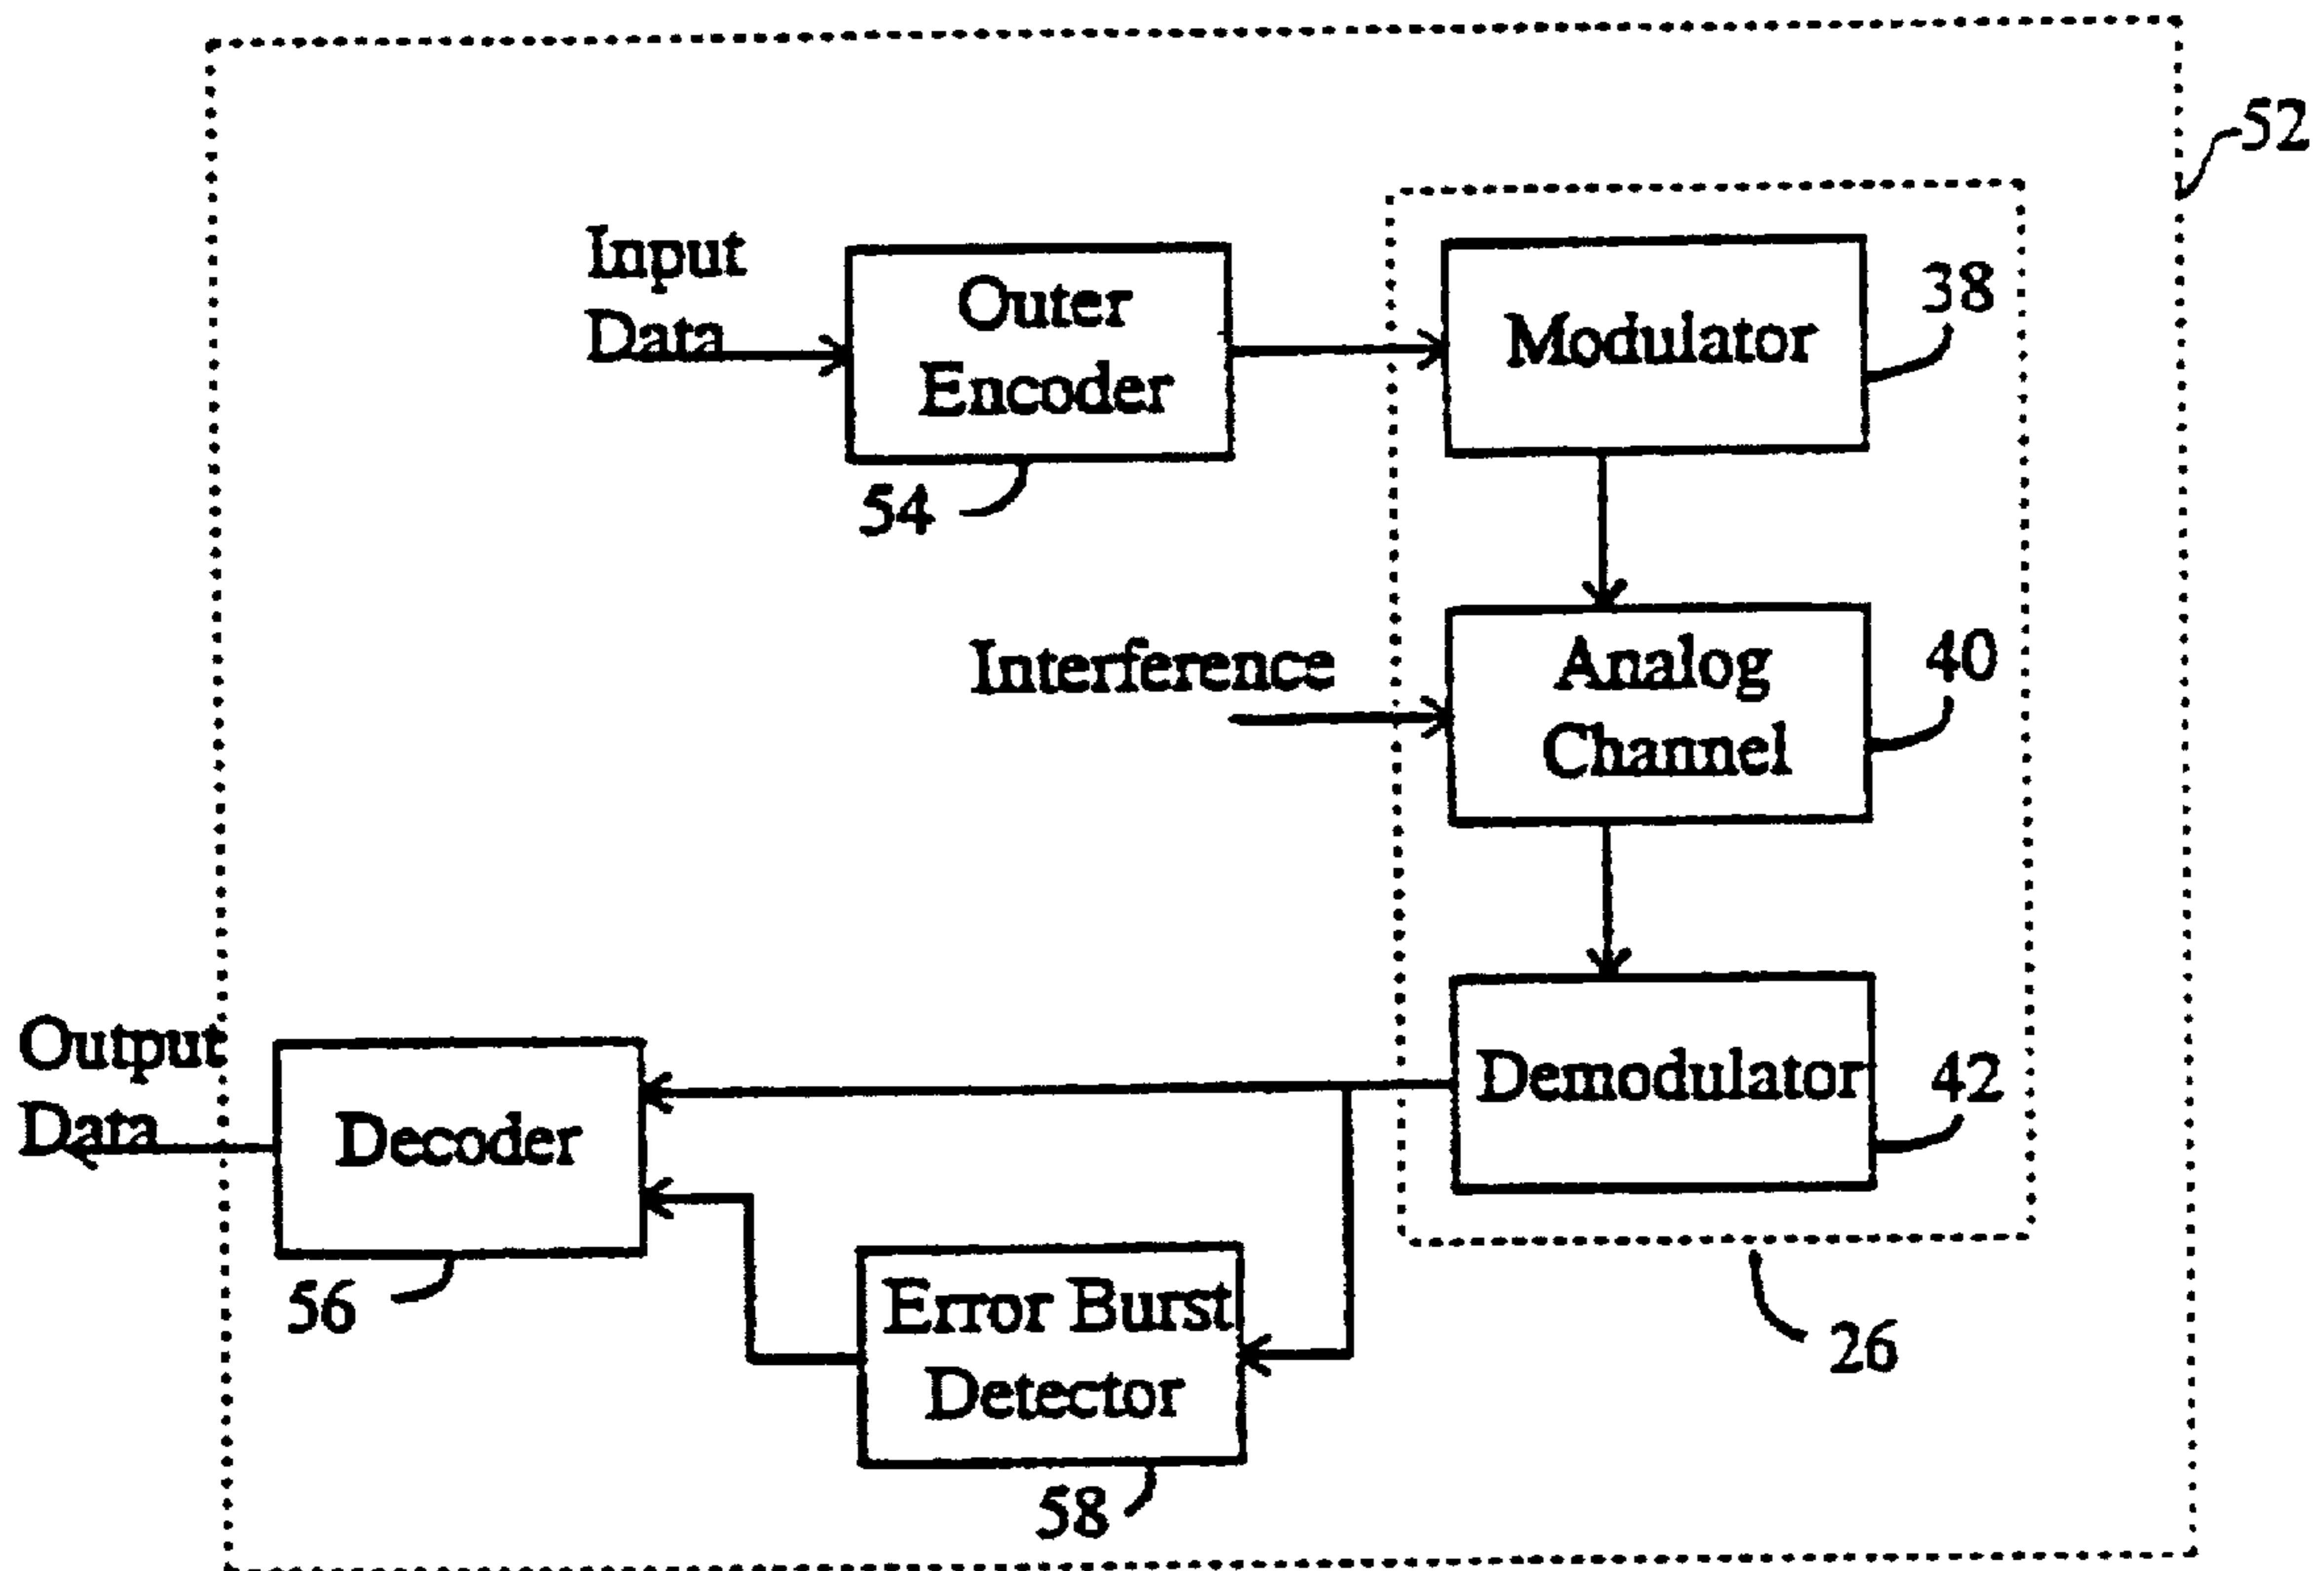 52
Input
Data
Outer
Encoder
54
Modulator
38
Interference
Analog
Channel
40
Output
Data
Decoder
56
Demodulator
42
Error Burst
Detector
58
26